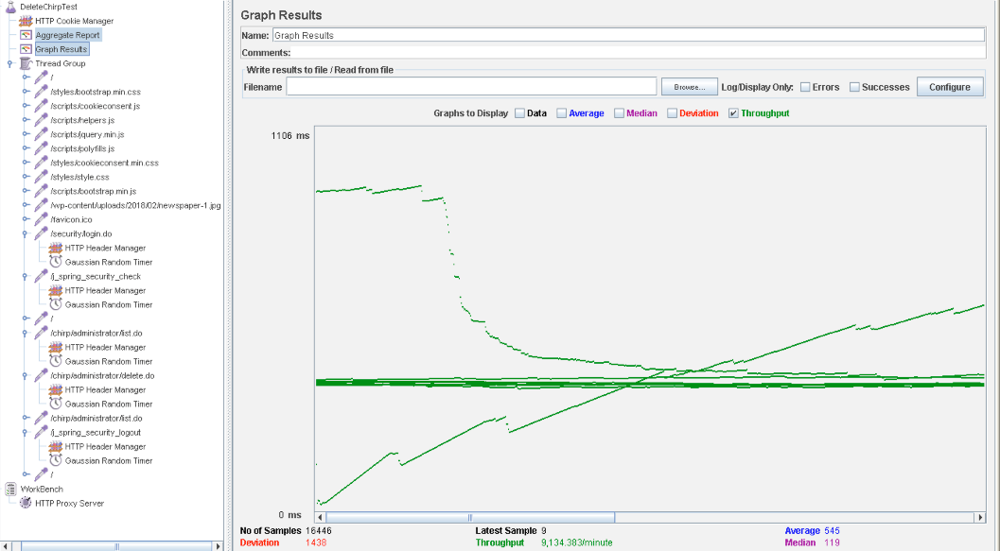 DeleteChirpTest
HTTP Cookie Manager
Aggregate Report
Graph Results
Thread Group
/
/styles/bootstrap.min.css
/scripts/cookieconsent.js
/scripts/helpers.js
/scripts/jquery.min.js
/scripts/polyfills.js
/styles/cookieconsent.min.css
/styles/style.css
/scripts/bootstrap.min.js
/wp-content/uploads/2018/02/newspaper-1.jpg
/favicon.ico
/security/login.do
HTTP Header Manager
Gaussian Random Timer
/j_spring_security_check
HTTP Header Manager
Gaussian Random Timer
/
/chirp/administrator/list.do
HTTP Header Manager
Gaussian Random Timer
/chirp/administrator/delete.do
HTTP Header Manager
Gaussian Random Timer
/chirp/administrator/list.do
/j_spring_security_logout
HTTP Header Manager
Gaussian Random Timer
/
WorkBench
HTTP Proxy Server
Graph Results
Name: Graph Results
Comments:
Write results to file / Read from file
Filename Browse... Log/Display Only: Errors Successes Configure
Graphs to Display Data Average Median Deviation Throughput
1106 ms
0 ms
No of Samples 16446 Latest Sample 9 Average 545
Deviation 1438 Throughput 9,134.383/minute Median 119